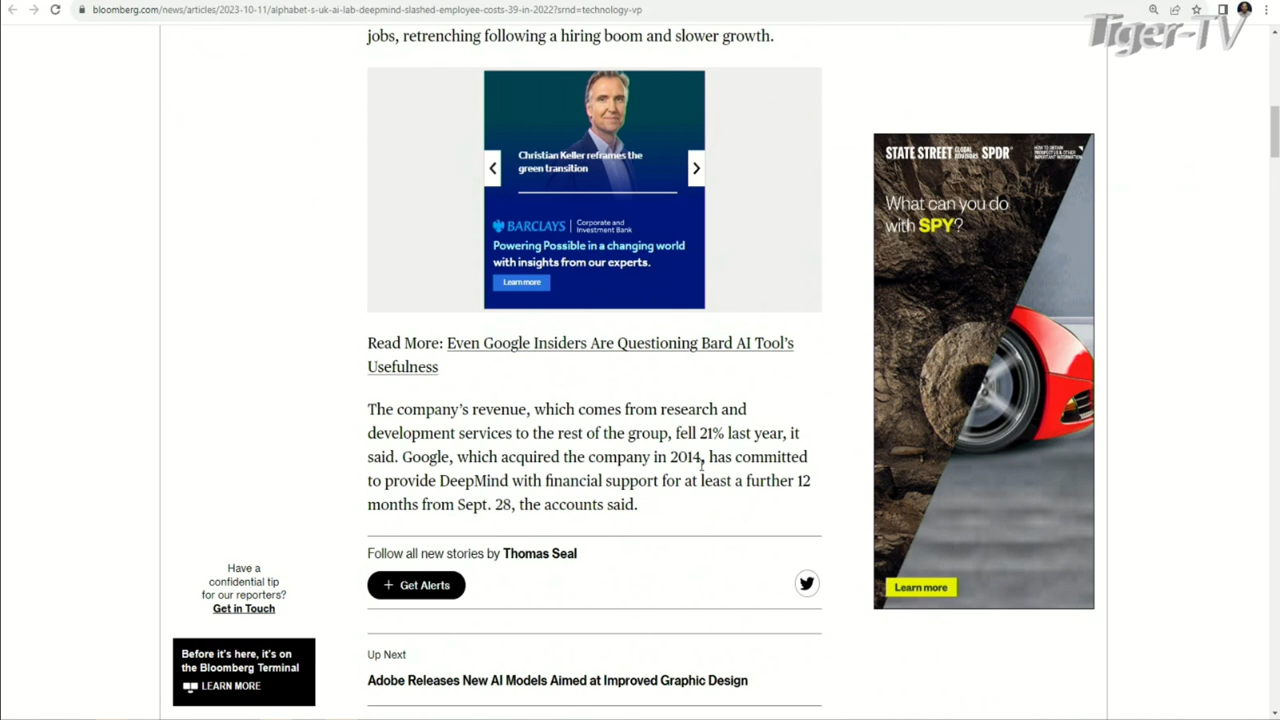 bloomberg.com/news/articles/2023-10-11/alphabet-s-uk-ai-lab-deepmind-slashed-employee-costs-39-in-2022?srnd=technology-vp
Tiger-TV
jobs, retrenching following a hiring boom and slower growth.
Christian Keller reframes the
green transition
BARCLAYS | Corporate and
Investment Bank
Powering Possible in a changing world
with insights from our experts.
Learn more
STATE STREET GLOBAL ADVISORS SPDR®
HOW TO OBTAIN
PROSPECTUS & OTHER
IMPORTANT INFORMATION
What can you do
with SPY?
Learn more
Read More: Even Google Insiders Are Questioning Bard AI Tool’s
Usefulness
The company’s revenue, which comes from research and
development services to the rest of the group, fell 21% last year, it
said. Google, which acquired the company in 2014, has committed
to provide DeepMind with financial support for at least a further 12
months from Sept. 28, the accounts said.
Follow all new stories by Thomas Seal
+ Get Alerts
Have a
confidential tip
for our reporters?
Get in Touch
Before it’s here, it’s on
the Bloomberg Terminal
LEARN MORE
Up Next
Adobe Releases New AI Models Aimed at Improved Graphic Design